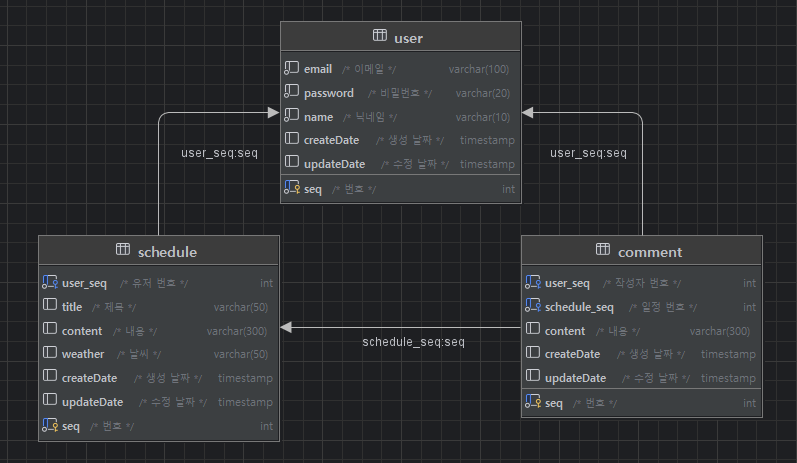 user
email /* 이메일 */ varchar(100)
password /* 비밀번호 */ varchar(20)
name /* 닉네임 */ varchar(10)
createDate /* 생성 날짜 */ timestamp
updateDate /* 수정 날짜 */ timestamp
seq /* 번호 */ int
user_seq:seq
user_seq:seq
schedule
user_seq /* 유저 번호 */ int
title /* 제목 */ varchar(50)
content /* 내용 */ varchar(300)
weather /* 날씨 */ varchar(50)
createDate /* 생성 날짜 */ timestamp
updateDate /* 수정 날짜 */ timestamp
seq /* 번호 */ int
schedule_seq:seq
comment
user_seq /* 작성자 번호 */ int
schedule_seq /* 일정 번호 */ int
content /* 내용 */ varchar(300)
createDate /* 생성 날짜 */ timestamp
updateDate /* 수정 날짜 */ timestamp
seq /* 번호 */ int